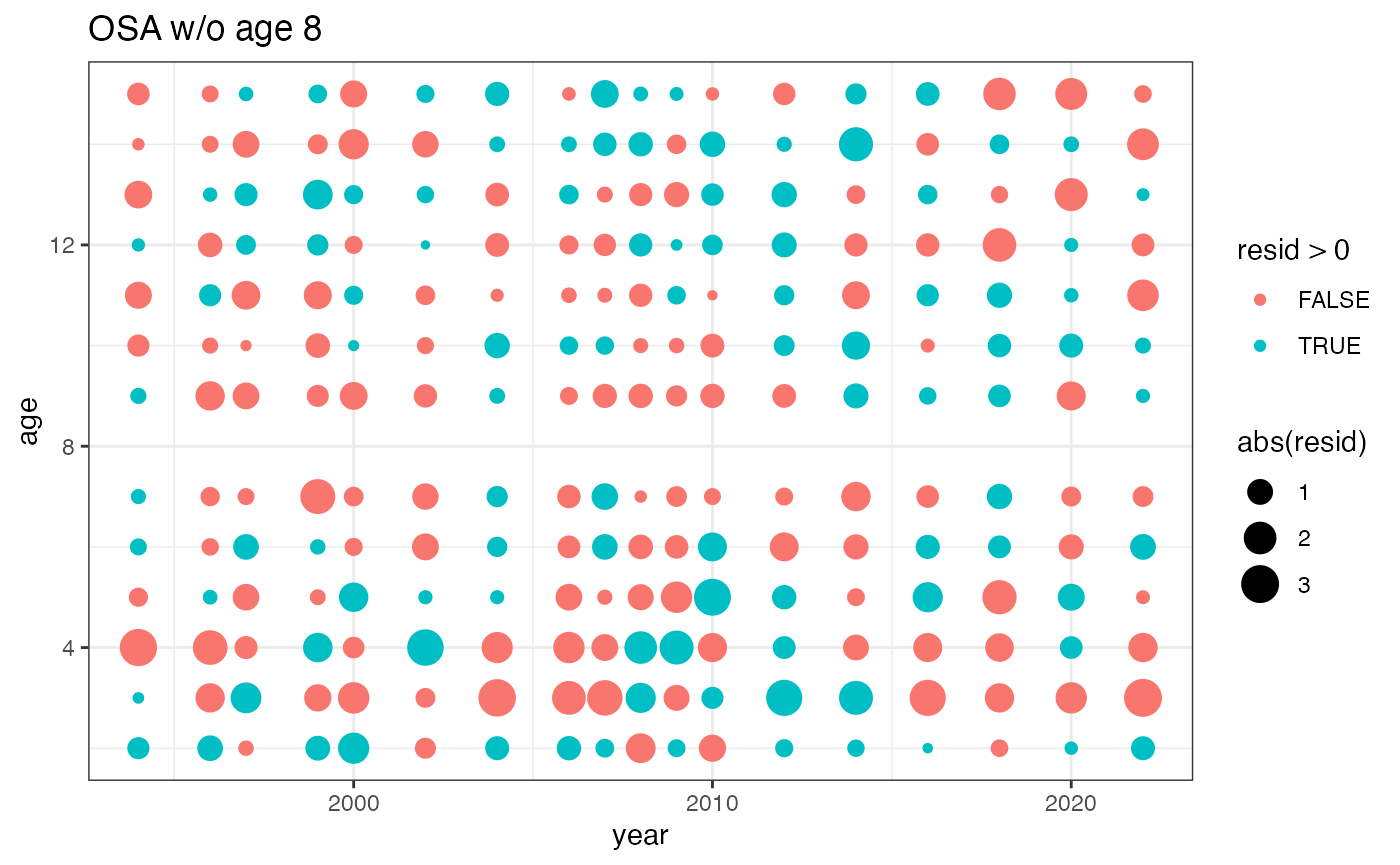 OSA w/o age 8
age
12
8
4
2000
2010
2020
year
resid > 0
FALSE
TRUE
abs(resid)
1
2
3